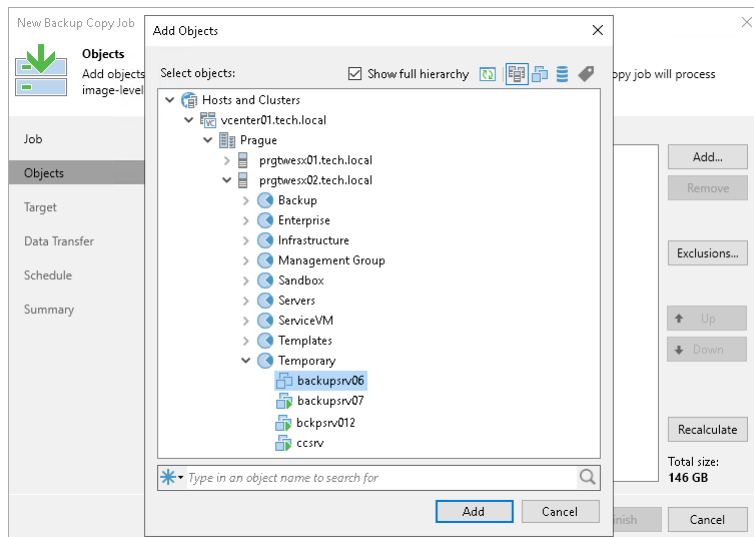 New Backup Copy Job
Add Objects
Objects
Add objects
image-level
opy job will process
Select objects:
Show full hierarchy
Hosts and Clusters
vcenter01.tech.local
Prague
prgtwesx01.tech.local
prgtwesx02.tech.local
Backup
Enterprise
Infrastructure
Management Group
Sandbox
Servers
ServiceVM
Templates
Temporary
backupsrv06
backupsrv07
bckpsrv012
ccsrv
Type in an object name to search for
Add
Cancel
Job
Objects
Target
Data Transfer
Schedule
Summary
Add...
Remove
Exclusions...
Up
Down
Recalculate
Total size:
146 GB
inish
Cancel